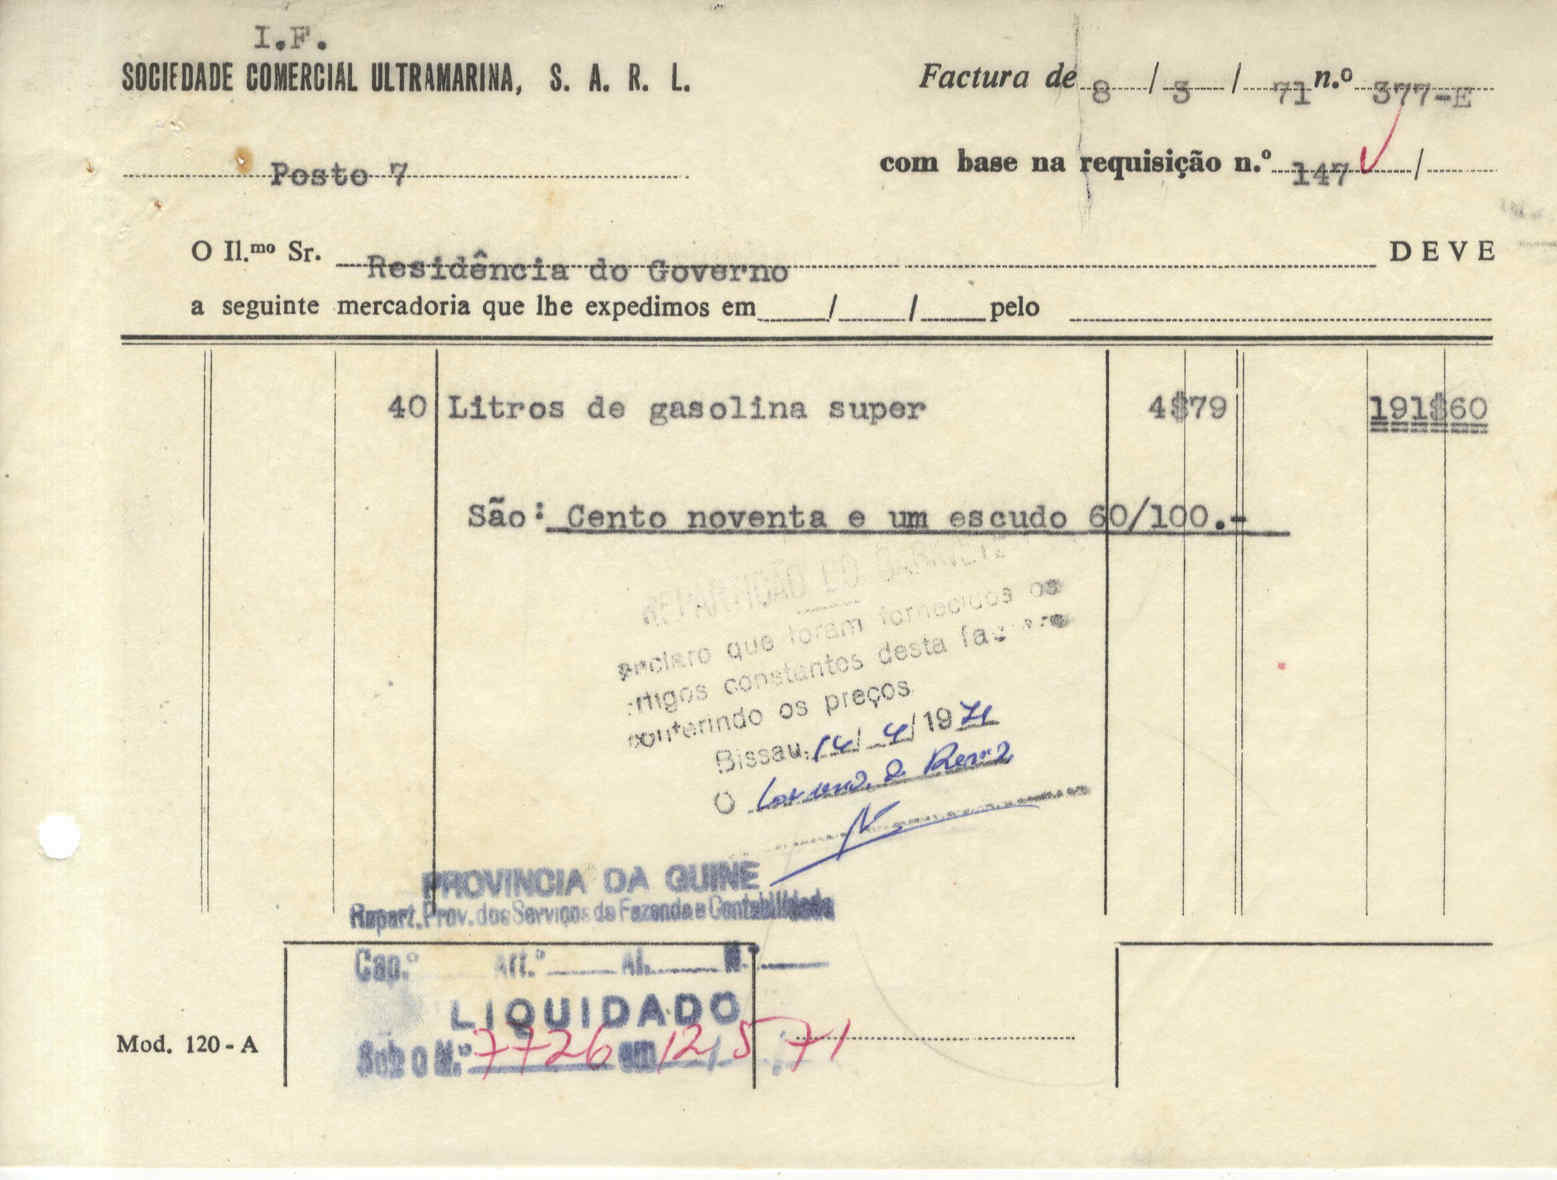 I.F.
SOCIEDADE COMERCIAL ULTRAMARINA, S. A. R. L.
Factura de 8 / 3 / 71 n.º 377-E
Posto 7
com base na requisição n.º 147 /
O Il.mo Sr. Residência do Governo DEVE
a seguinte mercadoria que lhe expedimos em / / pelo
40 Litros de gasolina super 4$79 191$60
São: Cento noventa e um escudo 60/100.-
REPARTIÇÃO DO GABINETE
que foram fornecidos os
constantes desta
conferindo os preços
Bissau, 14/ 4/ 1971
O
PROVINCIA DA GUINE
Repart. Prov. dos Serviços de Fazenda e Contabilidade
Cap.º Art.º Al. N.
LIQUIDADO
Sob o N.º 7726 em 12/ 5 / 71
Mod. 120-A